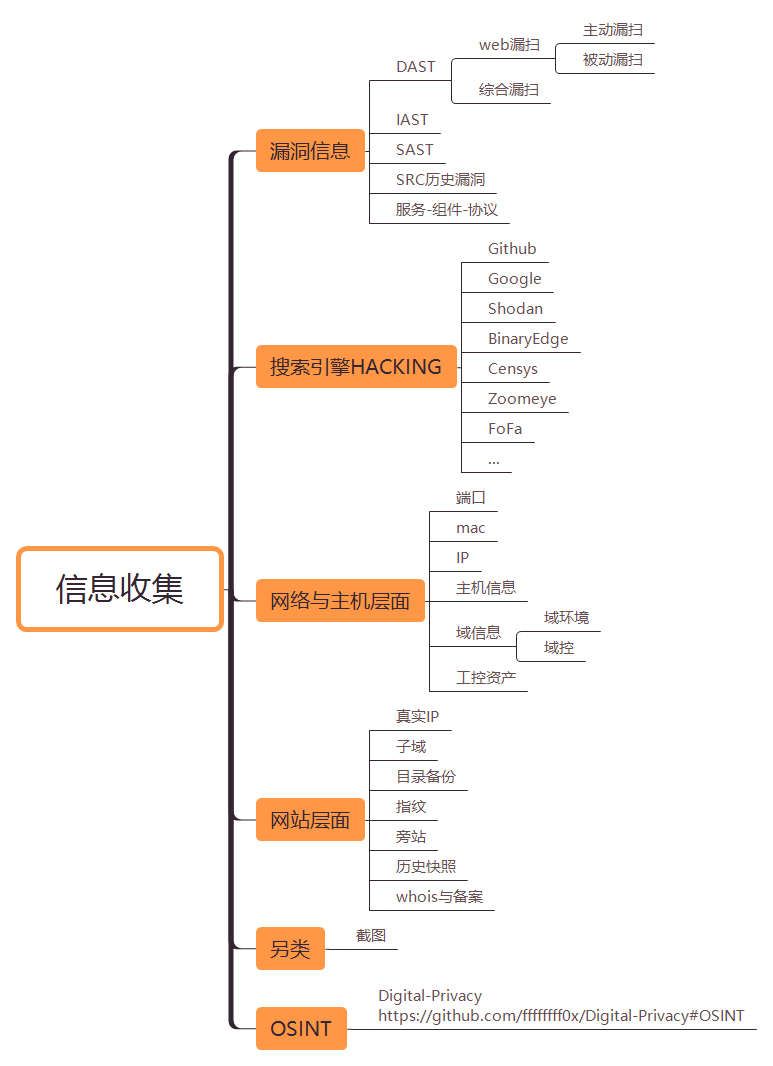 信息收集
漏洞信息
DAST
web漏扫
主动漏扫
被动漏扫
综合漏扫
IAST
SAST
SRC历史漏洞
服务-组件-协议
搜索引擎HACKING
Github
Google
Shodan
BinaryEdge
Censys
Zoomeye
FoFa
...
网络与主机层面
端口
mac
IP
主机信息
域信息
域环境
域控
工控资产
网站层面
真实IP
子域
目录备份
指纹
旁站
历史快照
whois与备案
另类
截图
OSINT
Digital-Privacy
https://github.com/ffffffff0x/Digital-Privacy#OSINT